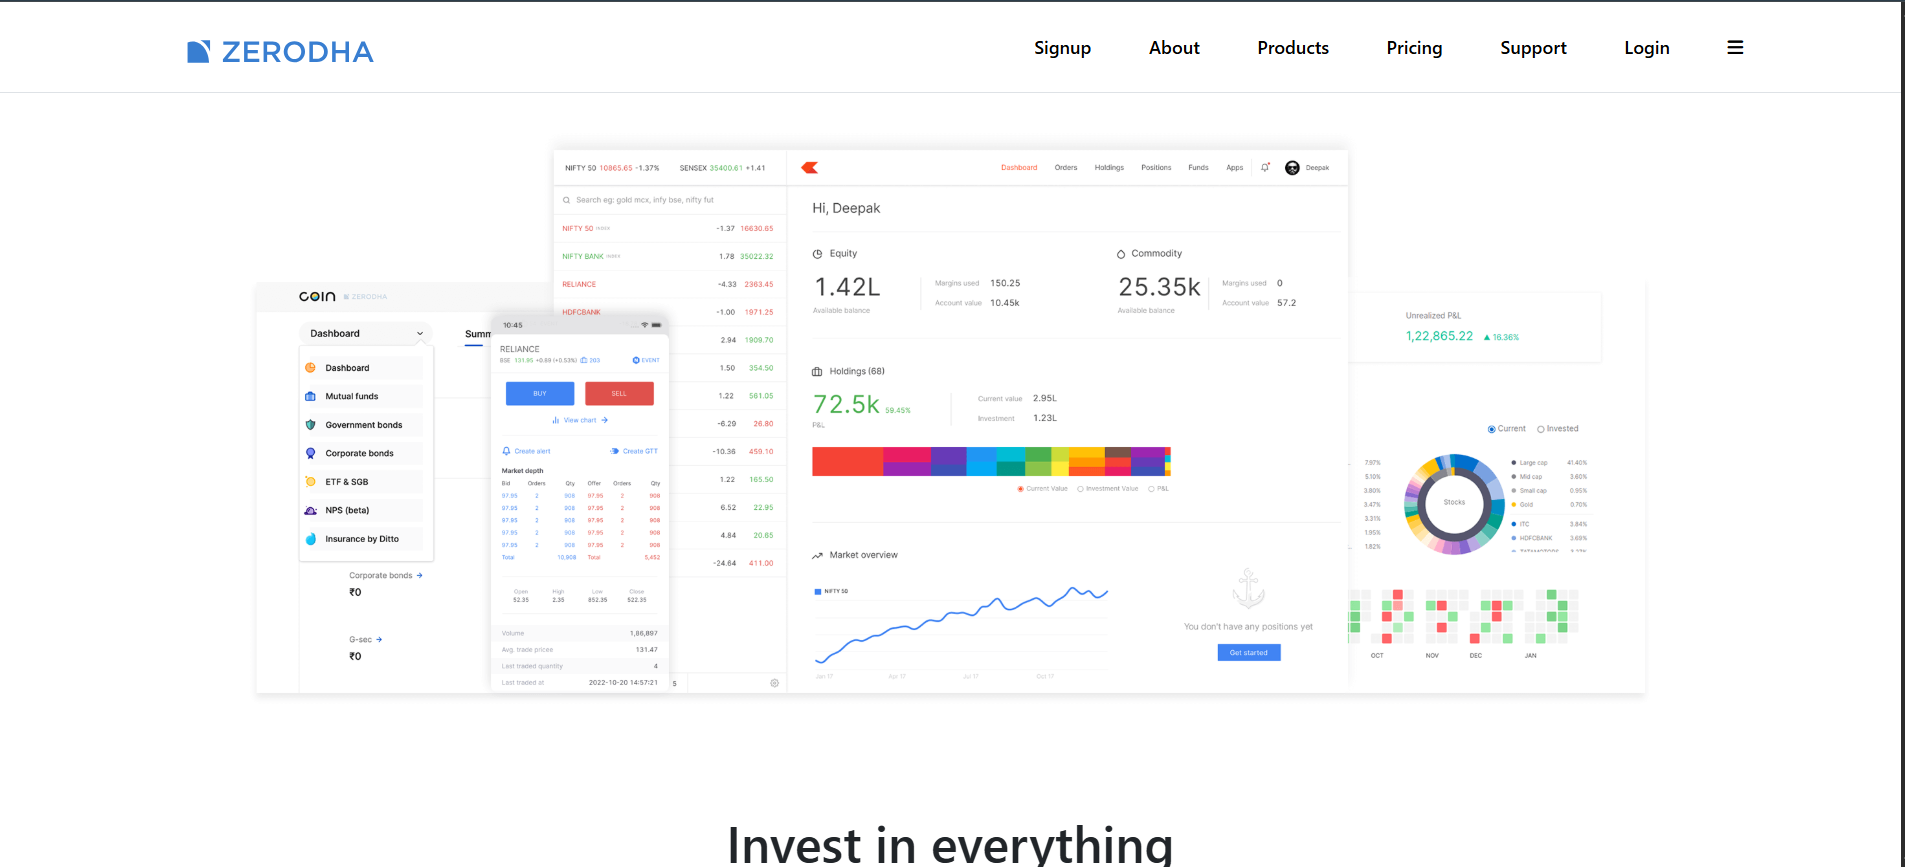 ZERODHA
Signup About Products Pricing Support Login
NIFTY 50 10865.65 -1.37% SENSEX 35400.61 +1.41
Dashboard Orders Holdings Positions Funds Apps Deepak
Search eg: gold mcx, infy bse, nifty fut
NIFTY 50 INDEX -1.37 16630.65
NIFTY BANK INDEX 1.78 35022.32
RELIANCE -4.33 2363.45
HDFCBANK -1.00 1971.25
2.94 1909.70
1.50 354.50
1.22 561.05
-6.29 26.80
-10.36 459.10
1.22 165.50
6.52 22.95
4.84 20.65
-24.64 411.00
5
Hi, Deepak
Equity
1.42L
Available balance
Margins used 150.25
Account value 10.45k
Commodity
25.35k
Available balance
Margins used 0
Account value 57.2
Holdings (68)
72.5k 59.45%
P&L
Current value 2.95L
Investment 1.23L
Current Value Investment Value P&L
Market overview
NIFTY 50
Jan 17 Apr 17 Jul 17 Oct 17
You don't have any positions yet
Get started
coin ZERODHA
Dashboard
Summ
Dashboard
Mutual funds
Government bonds
Corporate bonds
ETF & SGB
NPS (beta)
Insurance by Ditto
Corporate bonds →
₹0
G-sec →
₹0
10:45
RELIANCE
BSE 131.95 +0.69 (+0.53%) 203 EVENT
BUY SELL
View chart →
Create alert Create GTT
Market depth
Bid Orders Qty Offer Orders Qty
97.95 2 908 97.95 2 908
97.95 2 908 97.95 2 908
97.95 2 908 97.95 2 908
97.95 2 908 97.95 2 908
97.95 2 908 97.95 2 908
Total 10,908 Total 5,452
Open High Low Close
52.35 2.35 852.35 522.35
Volume 1,86,897
Avg. trade pricee 131.47
Last traded quantity 4
Last traded at 2022-10-20 14:57:21
Unrealized P&L
1,22,865.22 ▲ 16.36%
Current Invested
7.97%
5.10%
3.80%
3.47%
3.31%
1.95%
1.82%
Stocks
Large cap 41.40%
Mid cap 3.60%
Small cap 0.95%
Gold 0.70%
ITC 3.84%
HDFCBANK 3.69%
OCT NOV DEC JAN
Invest in everything